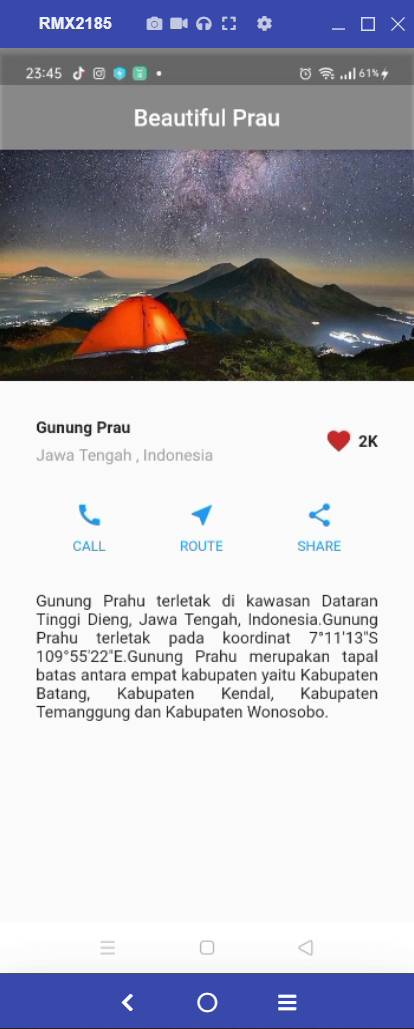 RMX2185
23:45
61%
Beautiful Prau
Gunung Prau
Jawa Tengah , Indonesia
2K
CALL ROUTE SHARE
Gunung Prahu terletak di kawasan Dataran
Tinggi Dieng, Jawa Tengah, Indonesia.Gunung
Prahu terletak pada koordinat 7°11'13"S
109°55'22"E.Gunung Prahu merupakan tapal
batas antara empat kabupaten yaitu Kabupaten
Batang, Kabupaten Kendal, Kabupaten
Temanggung dan Kabupaten Wonosobo.